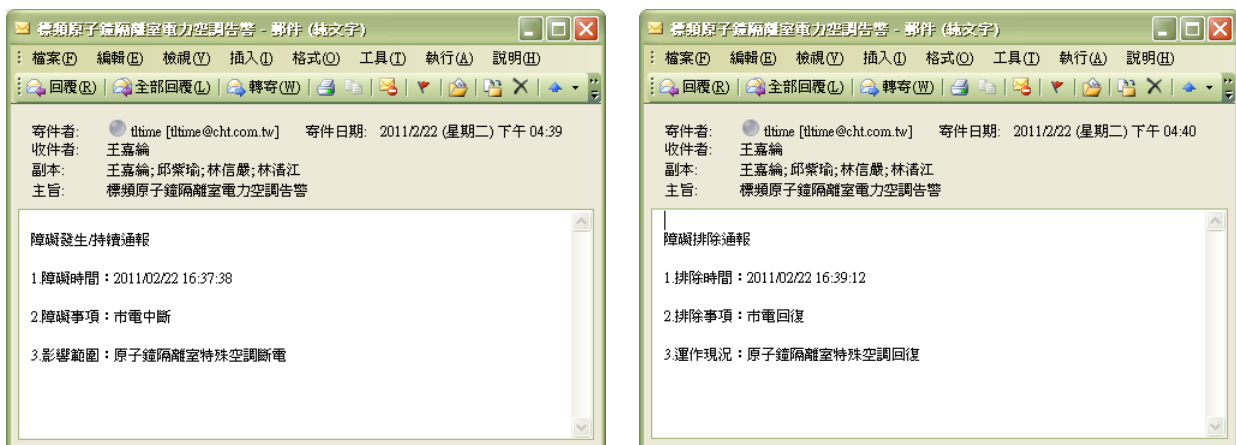 標頻原子鐘隔離室電力空調告警 - 郵件 (純文字)
檔案(F) 編輯(E) 檢視(V) 插入(I) 格式(O) 工具(T) 執行(A) 說明(H)
回覆(R) 全部回覆(L) 轉寄(W)
寄件者: tltime [tltime@cht.com.tw] 寄件日期: 2011/2/22 (星期二) 下午 04:39
收件者: 王嘉綸
副本: 王嘉綸; 邱紫瑜; 林信嚴; 林清江
主旨: 標頻原子鐘隔離室電力空調告警
障礙發生/持續通報
1.障礙時間：2011/02/22 16:37:38
2.障礙事項：市電中斷
3.影響範圍：原子鐘隔離室特殊空調斷電
標頻原子鐘隔離室電力空調告警 - 郵件 (純文字)
檔案(F) 編輯(E) 檢視(V) 插入(I) 格式(O) 工具(T) 執行(A) 說明(H)
回覆(R) 全部回覆(L) 轉寄(W)
寄件者: tltime [tltime@cht.com.tw] 寄件日期: 2011/2/22 (星期二) 下午 04:40
收件者: 王嘉綸
副本: 王嘉綸; 邱紫瑜; 林信嚴; 林清江
主旨: 標頻原子鐘隔離室電力空調告警
障礙排除通報
1.排除時間：2011/02/22 16:39:12
2.排除事項：市電回復
3.運作現況：原子鐘隔離室特殊空調回復